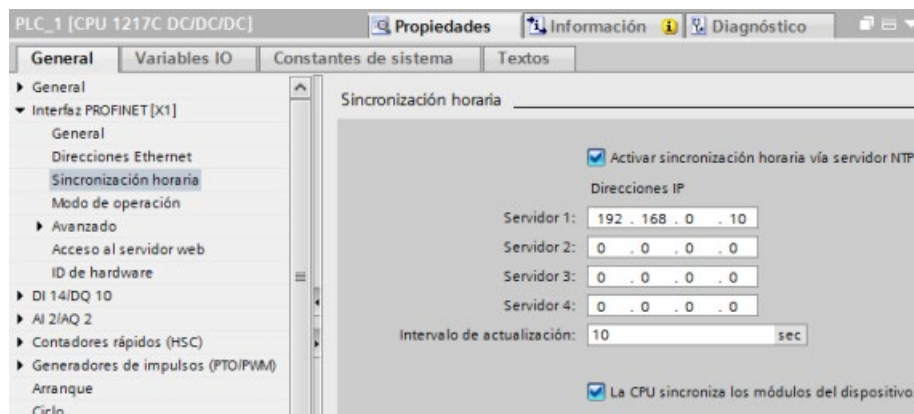 PLC_1 [CPU 1217C DC/DC/DC]
Propiedades
Información
Diagnóstico
General
Variables IO
Constantes de sistema
Textos
General
Interfaz PROFINET [X1]
General
Direcciones Ethernet
Sincronización horaria
Modo de operación
Avanzado
Acceso al servidor web
ID de hardware
DI 14/DQ 10
AI 2/AQ 2
Contadores rápidos (HSC)
Generadores de impulsos (PTO/PWM)
Arranque
Ciclo
Sincronización horaria
Activar sincronización horaria vía servidor NTP
Direcciones IP
Servidor 1: 192 . 168 . 0 . 10
Servidor 2: 0 . 0 . 0 . 0
Servidor 3: 0 . 0 . 0 . 0
Servidor 4: 0 . 0 . 0 . 0
Intervalo de actualización: 10 sec
La CPU sincroniza los módulos del dispositivo.